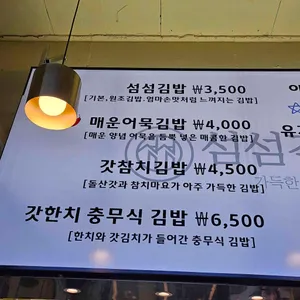 섬섬김밥 ₩3,500
[기본,원조김밥.엄마손맛처럼 느껴지는 김밥]
매운어묵김밥 ₩4,000
[매운 양념 어묵을 듬뿍 넣은 매콤한 김밥]
갓참치김밥 ₩4,500
[돌산갓과 참치마요가 아주 가득한 김밥]
갓한치 충무식 김밥 ₩6,500
[한치와 갓김치가 들어간 충무식 김밥]
섬섬
가득한